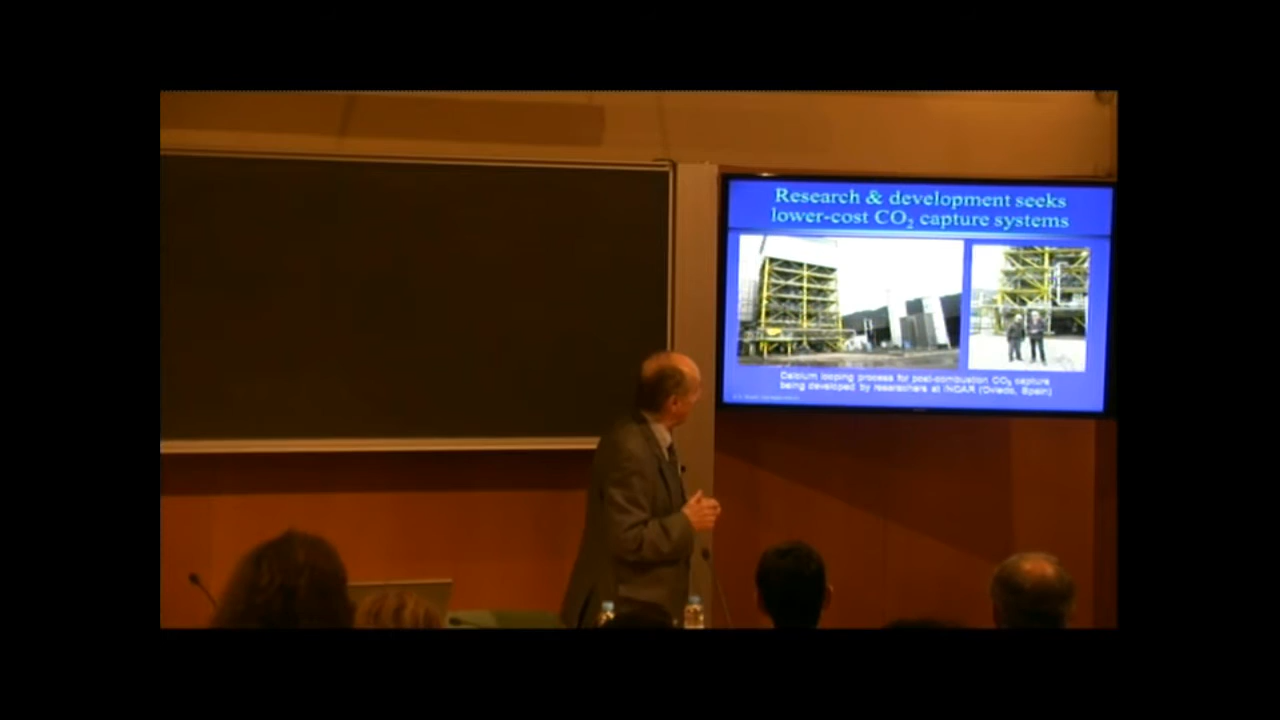 Research & development seeks
lower-cost CO₂ capture systems
Calcium looping process for post-combustion CO₂ capture
being developed by researchers at INCAR (Oviedo, Spain)